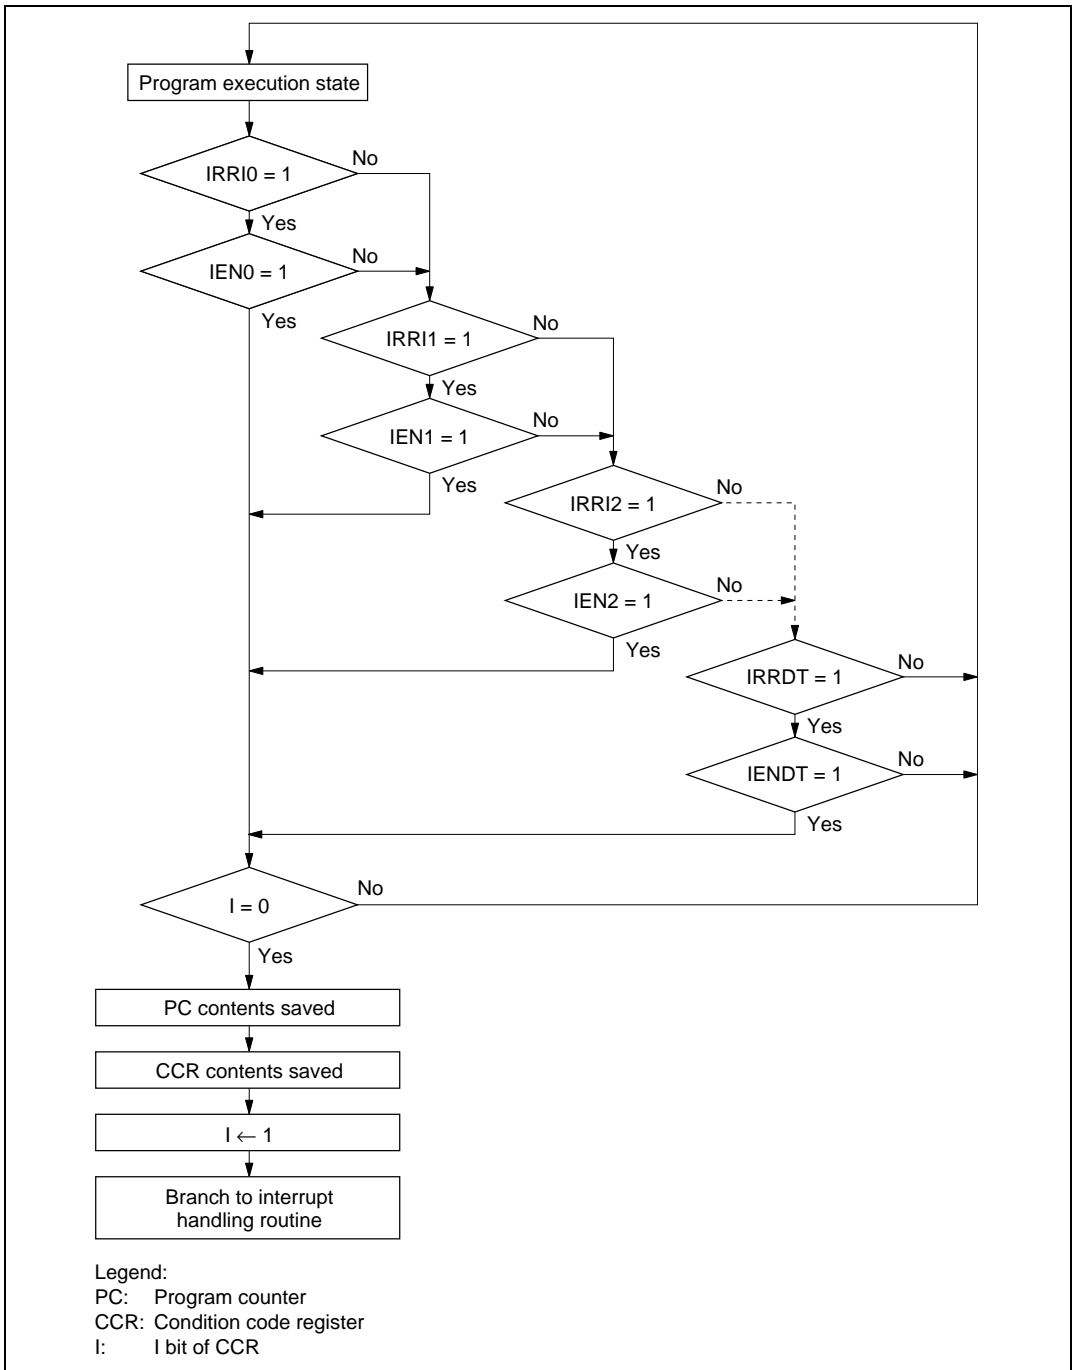 Program execution state
IRRI0 = 1
No
Yes
IEN0 = 1
No
Yes
IRRI1 = 1
No
Yes
IEN1 = 1
No
Yes
IRRI2 = 1
No
Yes
IEN2 = 1
No
Yes
IRRDT = 1
No
Yes
IENDT = 1
No
Yes
I = 0
No
Yes
PC contents saved
CCR contents saved
I ← 1
Branch to interrupt
handling routine
Legend:
PC: Program counter
CCR: Condition code register
I: I bit of CCR